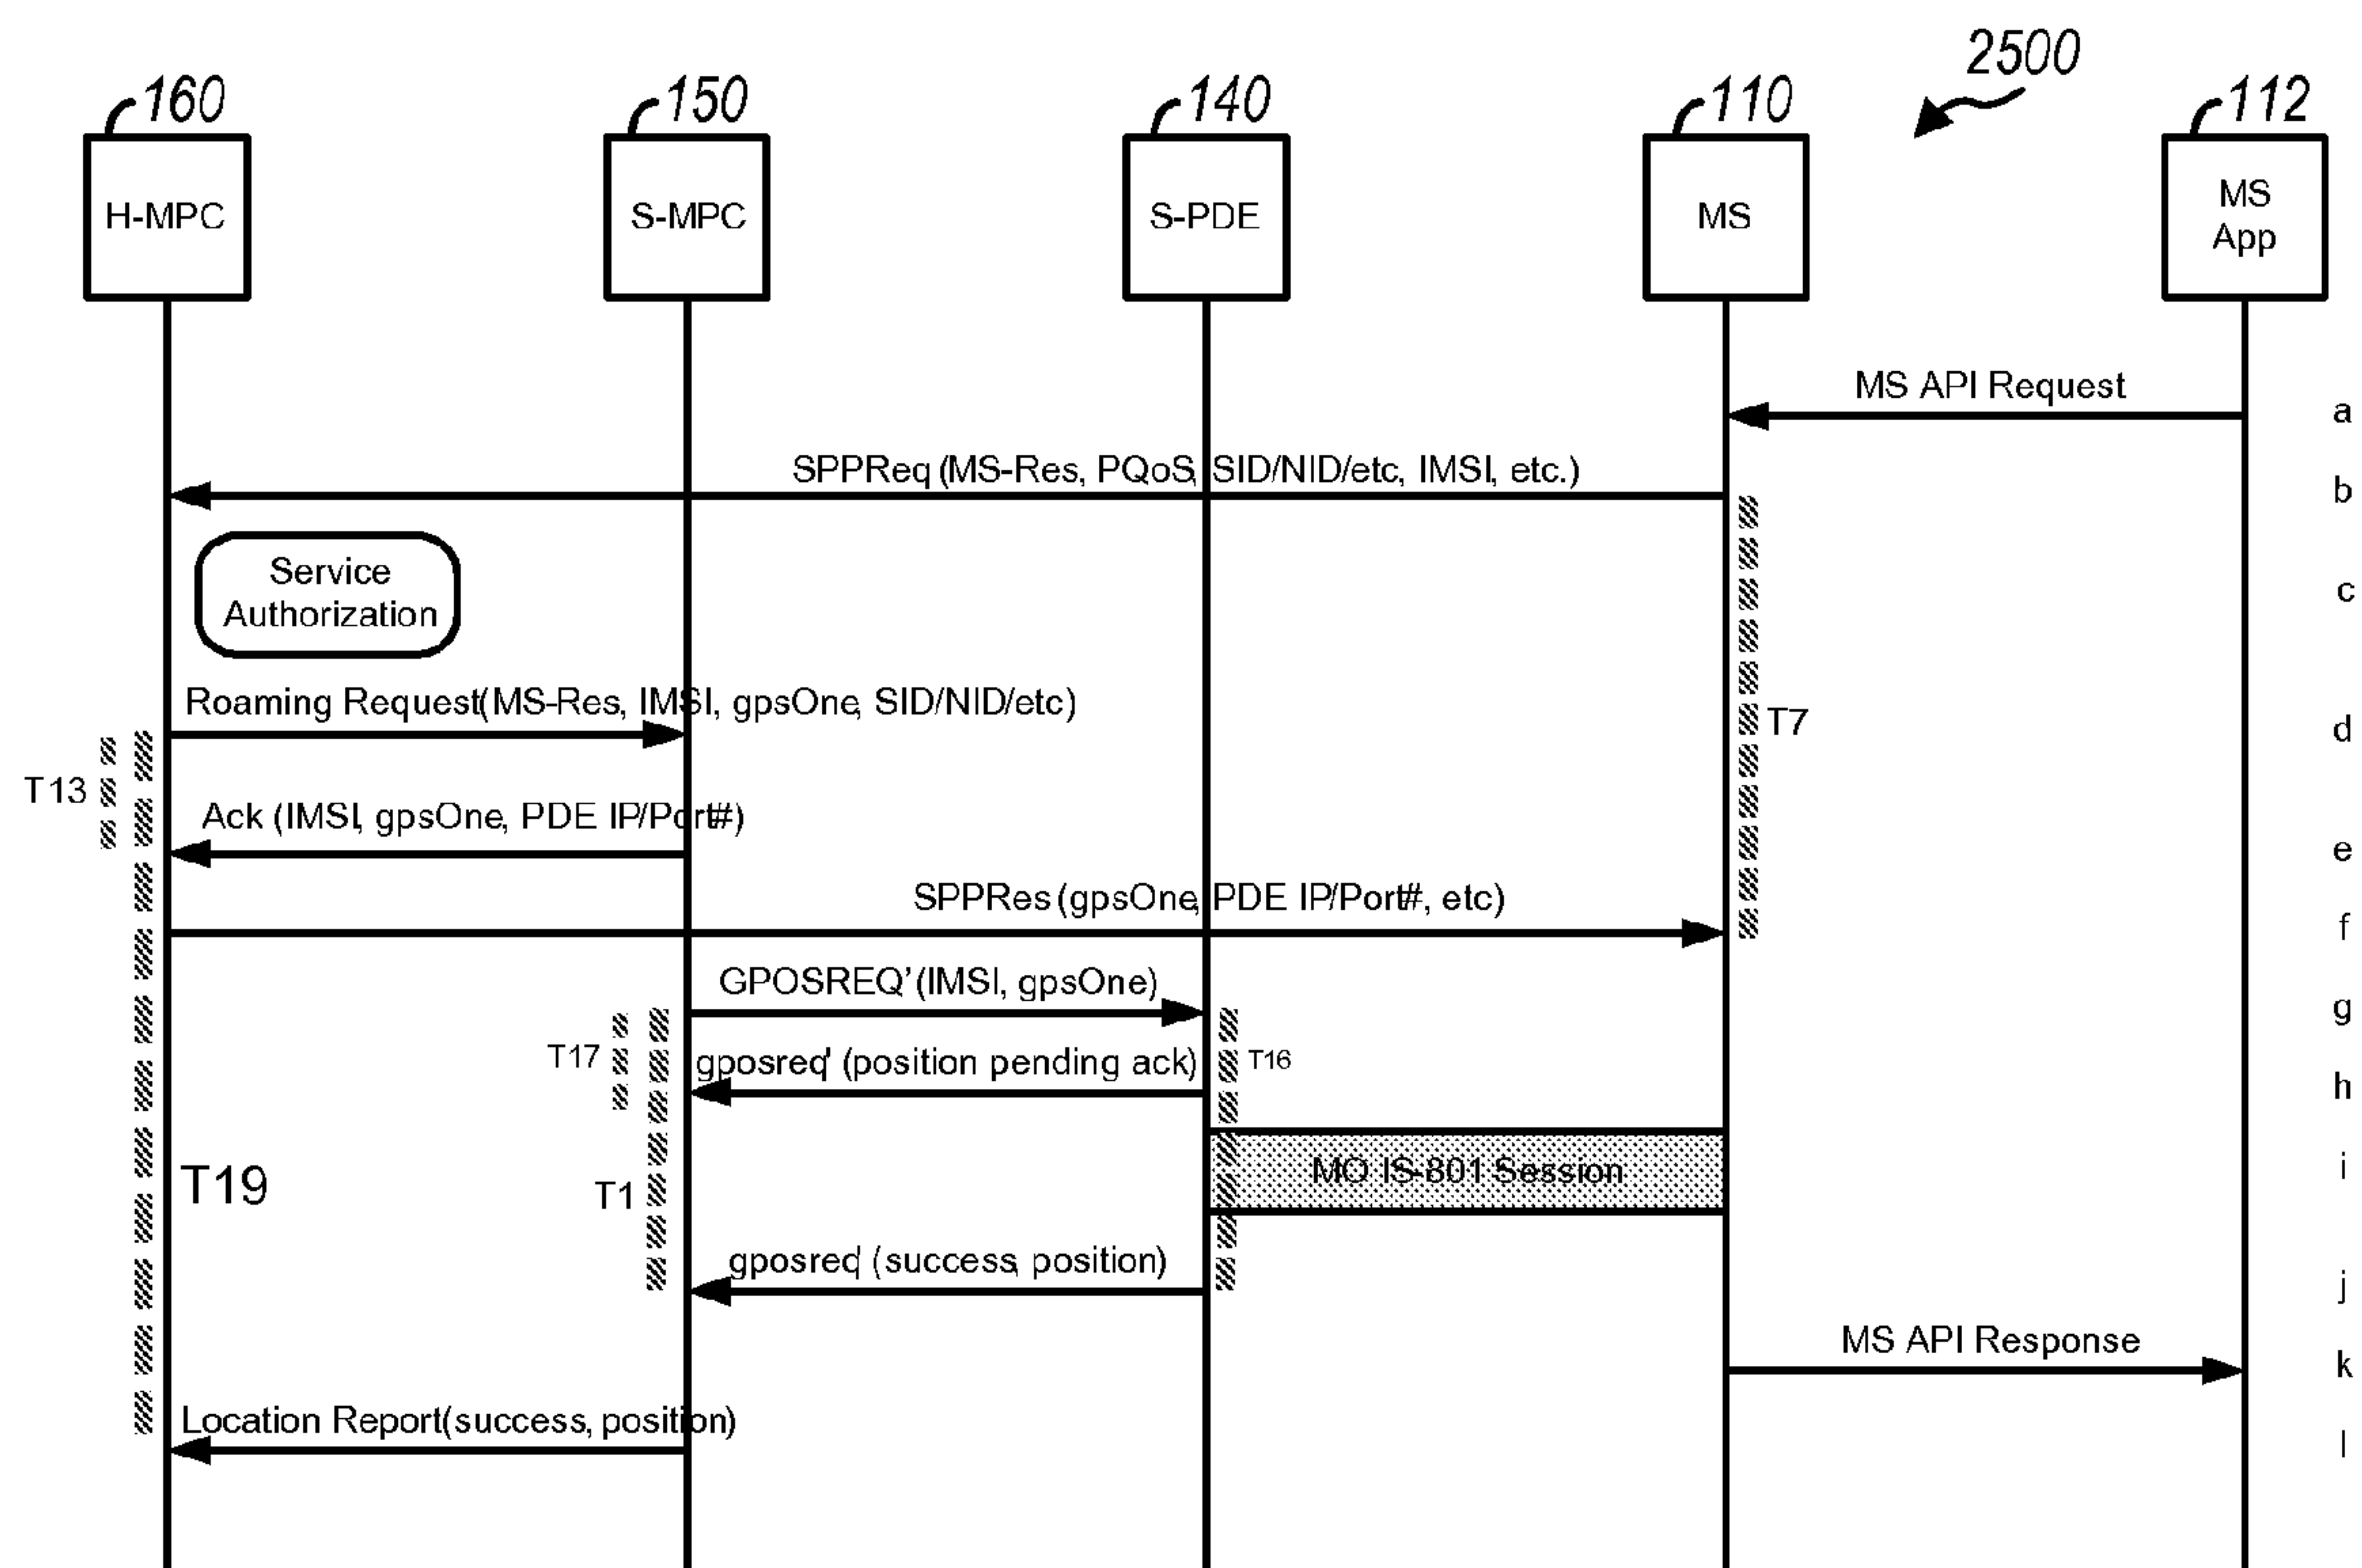 2500
160
150
140
110
112
H-MPC
S-MPC
S-PDE
MS
MS
App
MS API Request
a
SPPReq (MS-Res, PQoS, SID/NID/etc, IMSI, etc.)
b
Service
Authorization
c
Roaming Request(MS-Res, IMSI, gpsOne, SID/NID/etc)
T7
d
T13
Ack (IMSI, gpsOne, PDE IP/Port#)
e
SPPRes (gpsOne, PDE IP/Port#, etc)
f
GPOSREQ’ (IMSI, gpsOne)
g
T17
gposreq' (position pending ack)
T16
h
T19
T1
MO IS-801 Session
i
gposreq' (success, position)
j
MS API Response
k
Location Report(success, position)
l